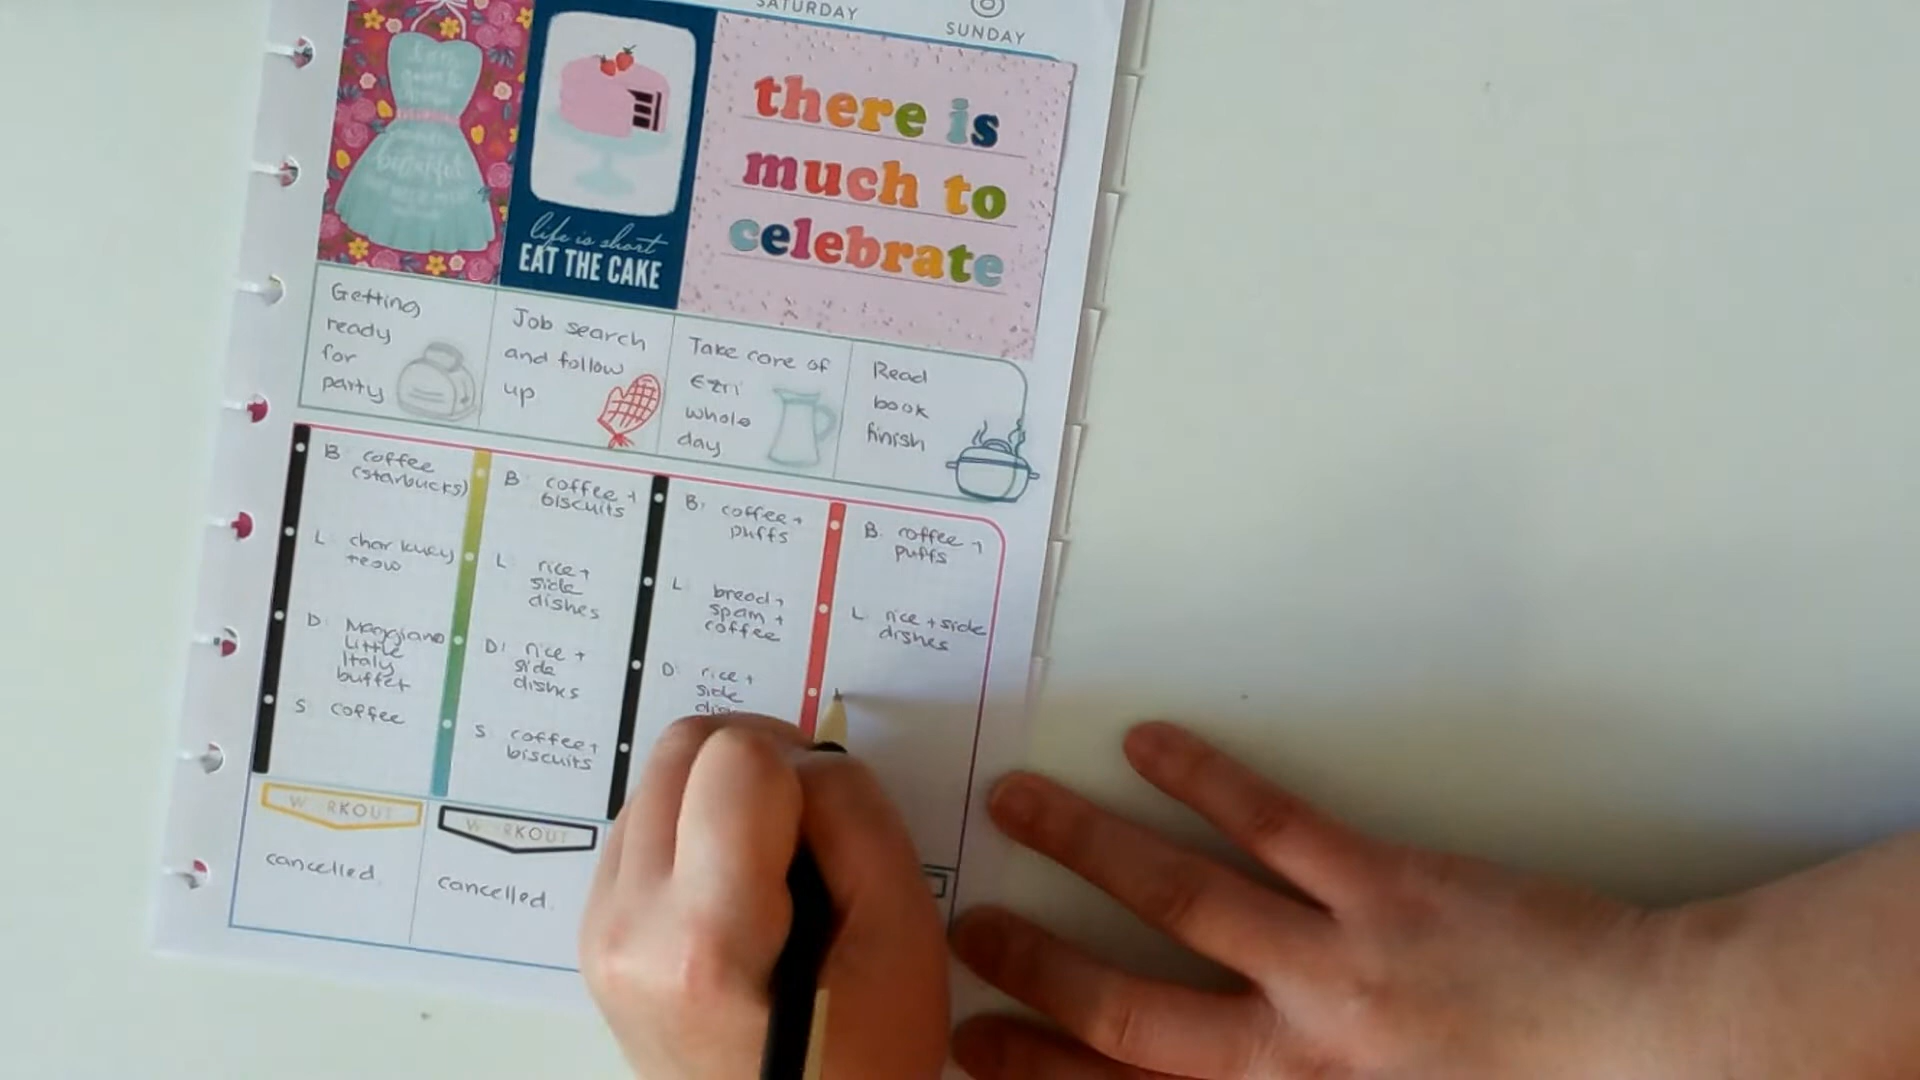 SATURDAY
SUNDAY
beautiful
life is short
EAT THE CAKE
there is
much to
celebrate
Getting
ready
for
party
Job search
and follow
up
Take care of
Ezri
whole
day
Read
book
finish
B: coffee
(starbucks)
L: char kuey
teow
D: Maggiano
Little
Italy
buffet
S: coffee
B: coffee +
biscuits
L: rice +
side
dishes
D: rice +
side
dishes
S: coffee +
biscuits
B: coffee +
puffs
L: bread +
spam +
coffee
D: rice +
side
B: coffee +
puffs
L: rice + side
dishes
WORKOUT
cancelled.
WORKOUT
cancelled.